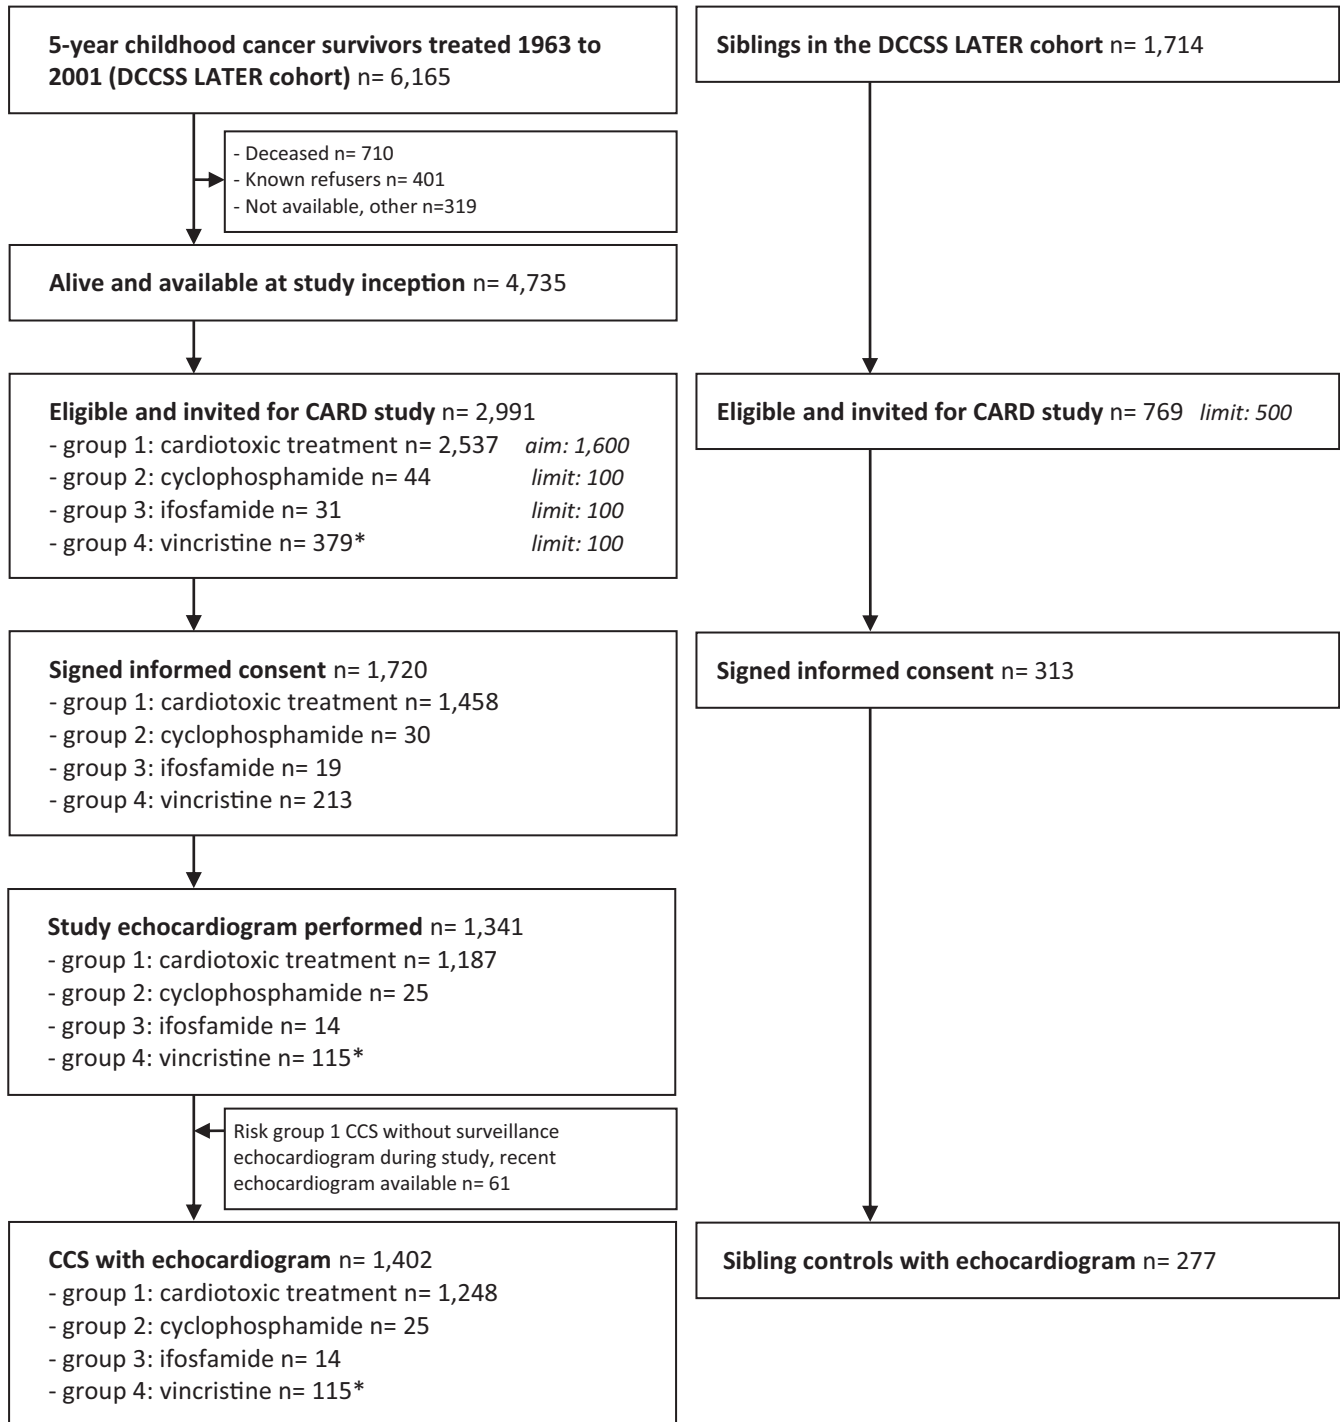 5-year childhood cancer survivors treated 1963 to
2001 (DCCSS LATER cohort) n= 6,165
- Deceased n= 710
- Known refusers n= 401
- Not available, other n=319
Alive and available at study inception n= 4,735
Eligible and invited for CARD study n= 2,991
- group 1: cardiotoxic treatment n= 2,537 aim: 1,600
- group 2: cyclophosphamide n= 44 limit: 100
- group 3: ifosfamide n= 31 limit: 100
- group 4: vincristine n= 379* limit: 100
Signed informed consent n= 1,720
- group 1: cardiotoxic treatment n= 1,458
- group 2: cyclophosphamide n= 30
- group 3: ifosfamide n= 19
- group 4: vincristine n= 213
Study echocardiogram performed n= 1,341
- group 1: cardiotoxic treatment n= 1,187
- group 2: cyclophosphamide n= 25
- group 3: ifosfamide n= 14
- group 4: vincristine n= 115*
Risk group 1 CCS without surveillance
echocardiogram during study, recent
echocardiogram available n= 61
CCS with echocardiogram n= 1,402
- group 1: cardiotoxic treatment n= 1,248
- group 2: cyclophosphamide n= 25
- group 3: ifosfamide n= 14
- group 4: vincristine n= 115*
Siblings in the DCCSS LATER cohort n= 1,714
Eligible and invited for CARD study n= 769 limit: 500
Signed informed consent n= 313
Sibling controls with echocardiogram n= 277